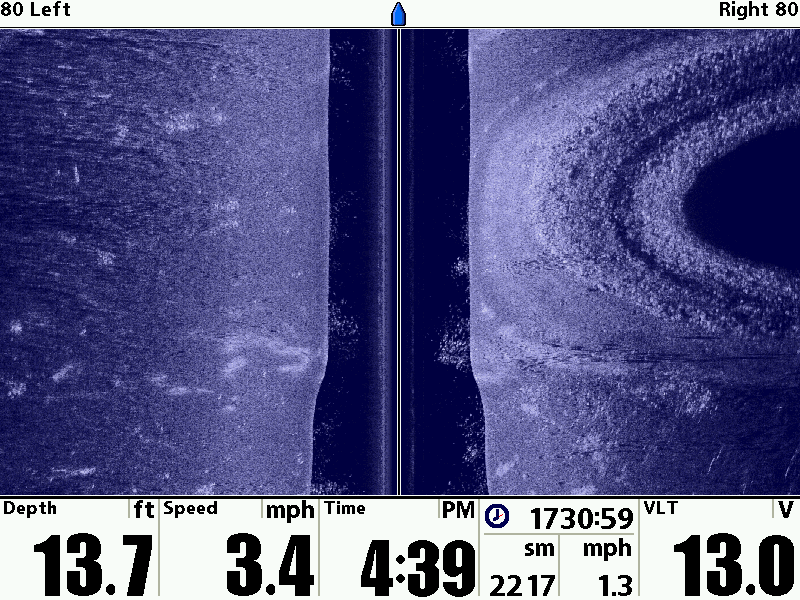 80 Left Right 80
Depth ft Speed mph Time PM 1730:59 VLT V
13.7 3.4 4:39 sm mph 13.0
2217 1.3